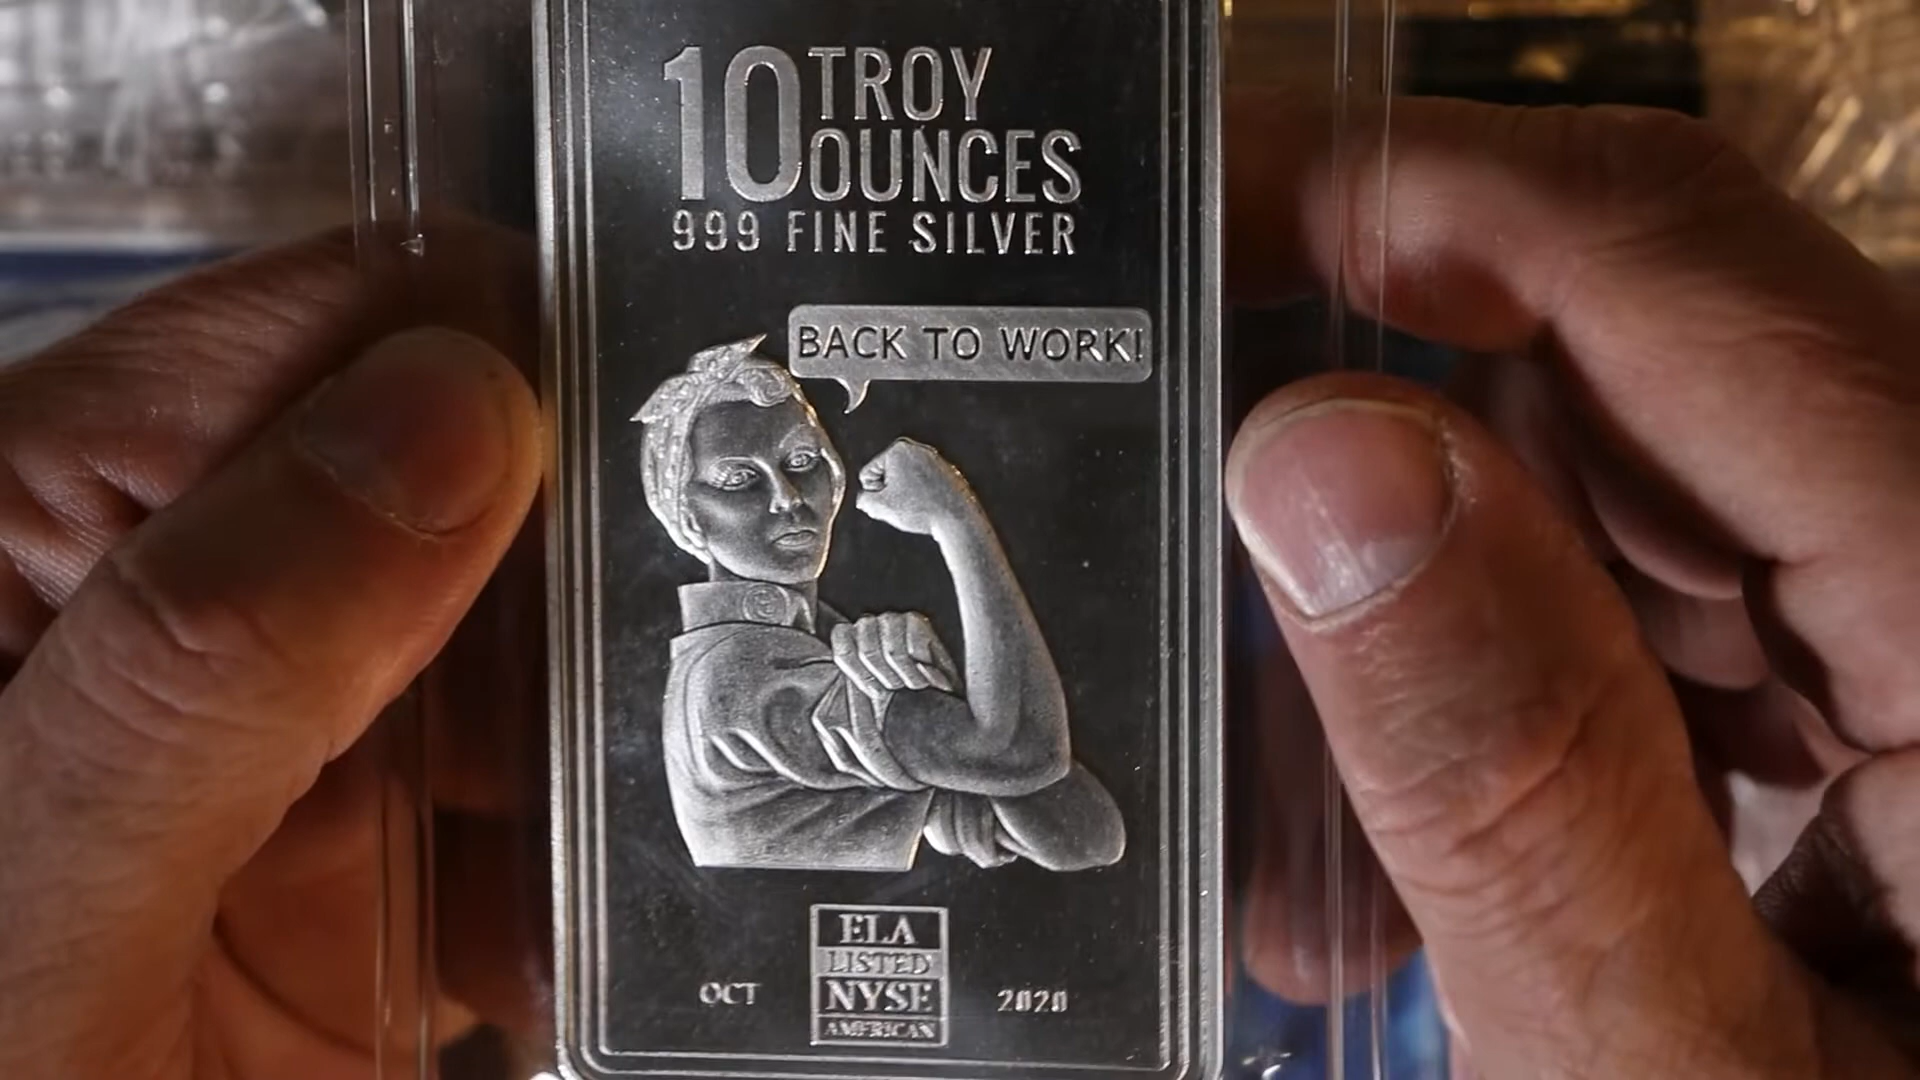 10 TROY
OUNCES
999 FINE SILVER
BACK TO WORK!
ELA
LISTED
OCT NYSE 2020
AMERICAN